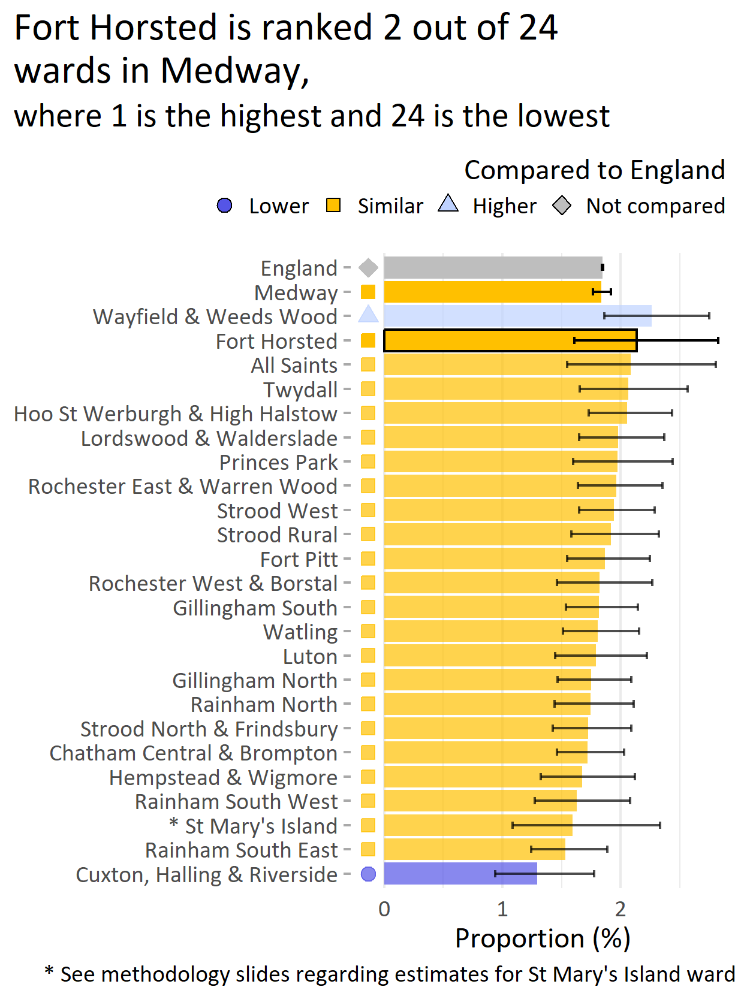 Fort Horsted is ranked 2 out of 24
wards in Medway,
where 1 is the highest and 24 is the lowest
Compared to England
Lower Similar Higher Not compared
England
Medway
Wayfield & Weeds Wood
Fort Horsted
All Saints
Twydall
Hoo St Werburgh & High Halstow
Lordswood & Walderslade
Princes Park
Rochester East & Warren Wood
Strood West
Strood Rural
Fort Pitt
Rochester West & Borstal
Gillingham South
Watling
Luton
Gillingham North
Rainham North
Strood North & Frindsbury
Chatham Central & Brompton
Hempstead & Wigmore
Rainham South West
* St Mary's Island
Rainham South East
Cuxton, Halling & Riverside
0 1 2
Proportion (%)
* See methodology slides regarding estimates for St Mary's Island ward